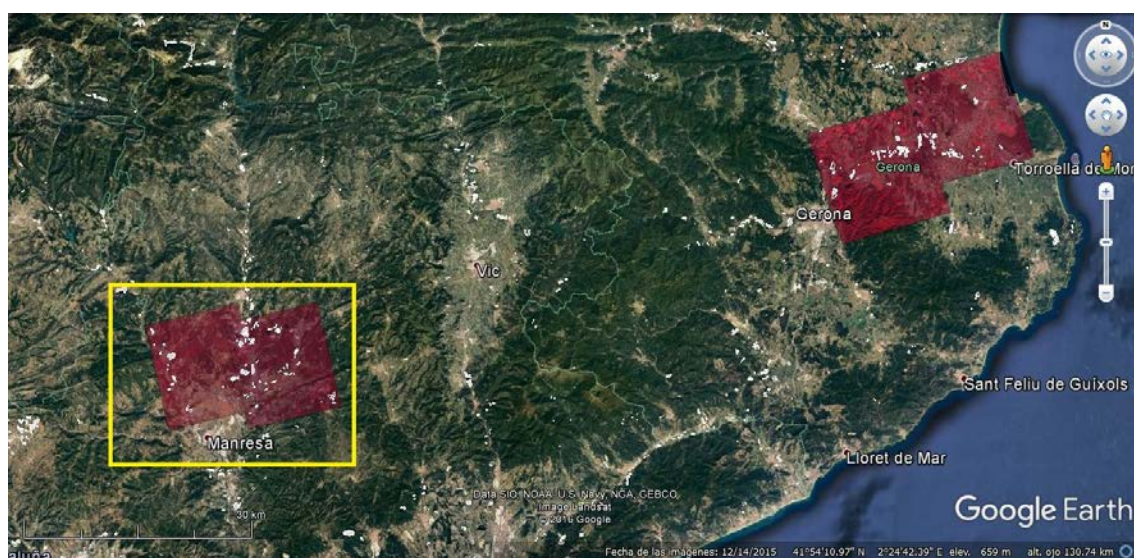 N
Gerona
Torroella de Mon
Gerona
Vic
Sant Feliu de Guixols
Manresa
Lloret de Mar
Data SIO, NOAA, U.S. Navy, NGA, GEBCO
Image Landsat
© 2016 Google
30 km
Google Earth
aluña
Fecha de las imágenes: 12/14/2015 41°54'10.97" N 2°24'42.39" E elev. 659 m alt. ojo 130.74 km